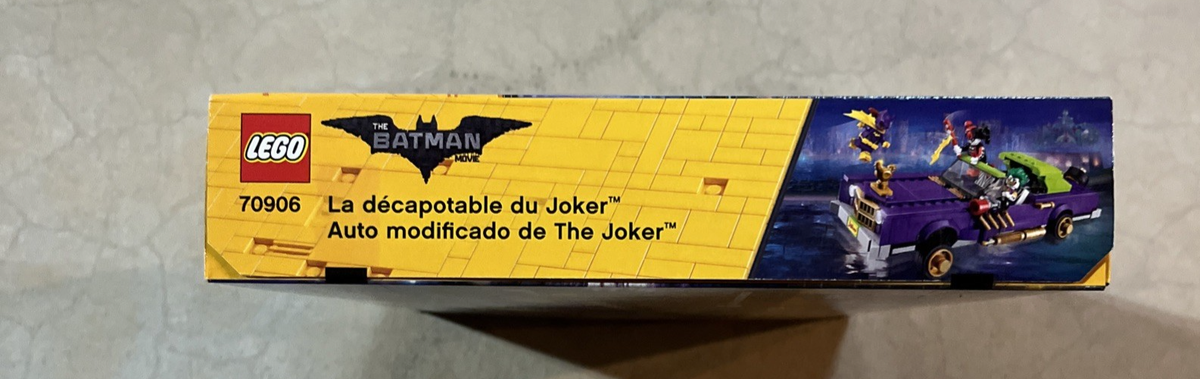 LEGO
THE
BATMAN
MOVIE
70906
La décapotable du Joker™
Auto modificado de The Joker™